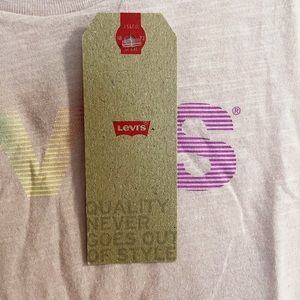 Levi's
V S ®
QUALITY
NEVER
GOES OUT
OF STYLE